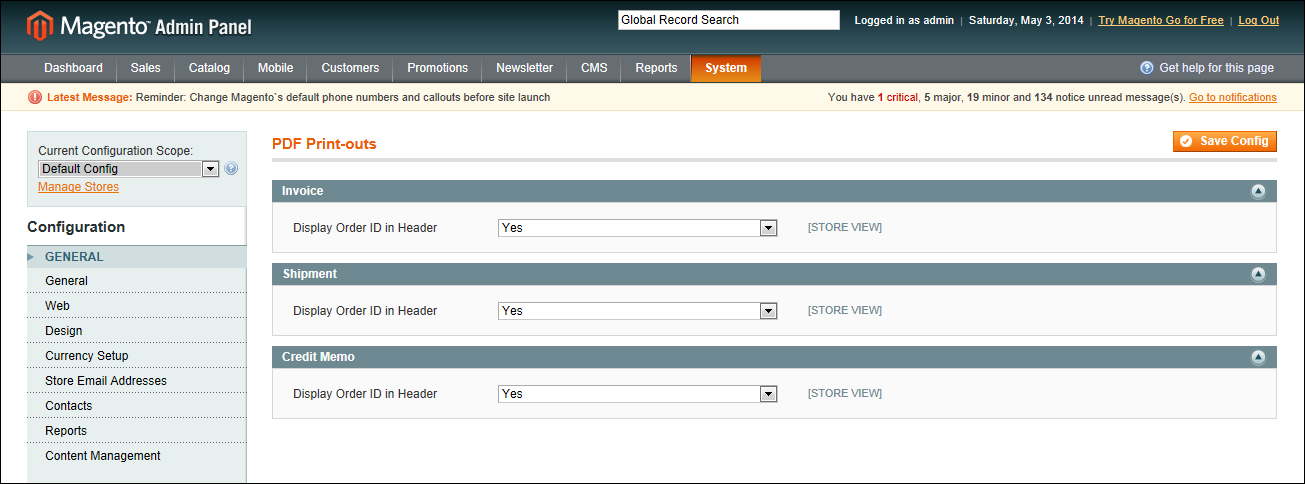 Magento™ Admin Panel
Global Record Search
Logged in as admin | Saturday, May 3, 2014 | Try Magento Go for Free | Log Out
Dashboard Sales Catalog Mobile Customers Promotions Newsletter CMS Reports System
Get help for this page
Latest Message: Reminder: Change Magento`s default phone numbers and callouts before site launch
You have 1 critical, 5 major, 19 minor and 134 notice unread message(s). Go to notifications
Current Configuration Scope:
Default Config
Manage Stores
Configuration
GENERAL
General
Web
Design
Currency Setup
Store Email Addresses
Contacts
Reports
Content Management
PDF Print-outs
Save Config
Invoice
Display Order ID in Header Yes [STORE VIEW]
Shipment
Display Order ID in Header Yes [STORE VIEW]
Credit Memo
Display Order ID in Header Yes [STORE VIEW]